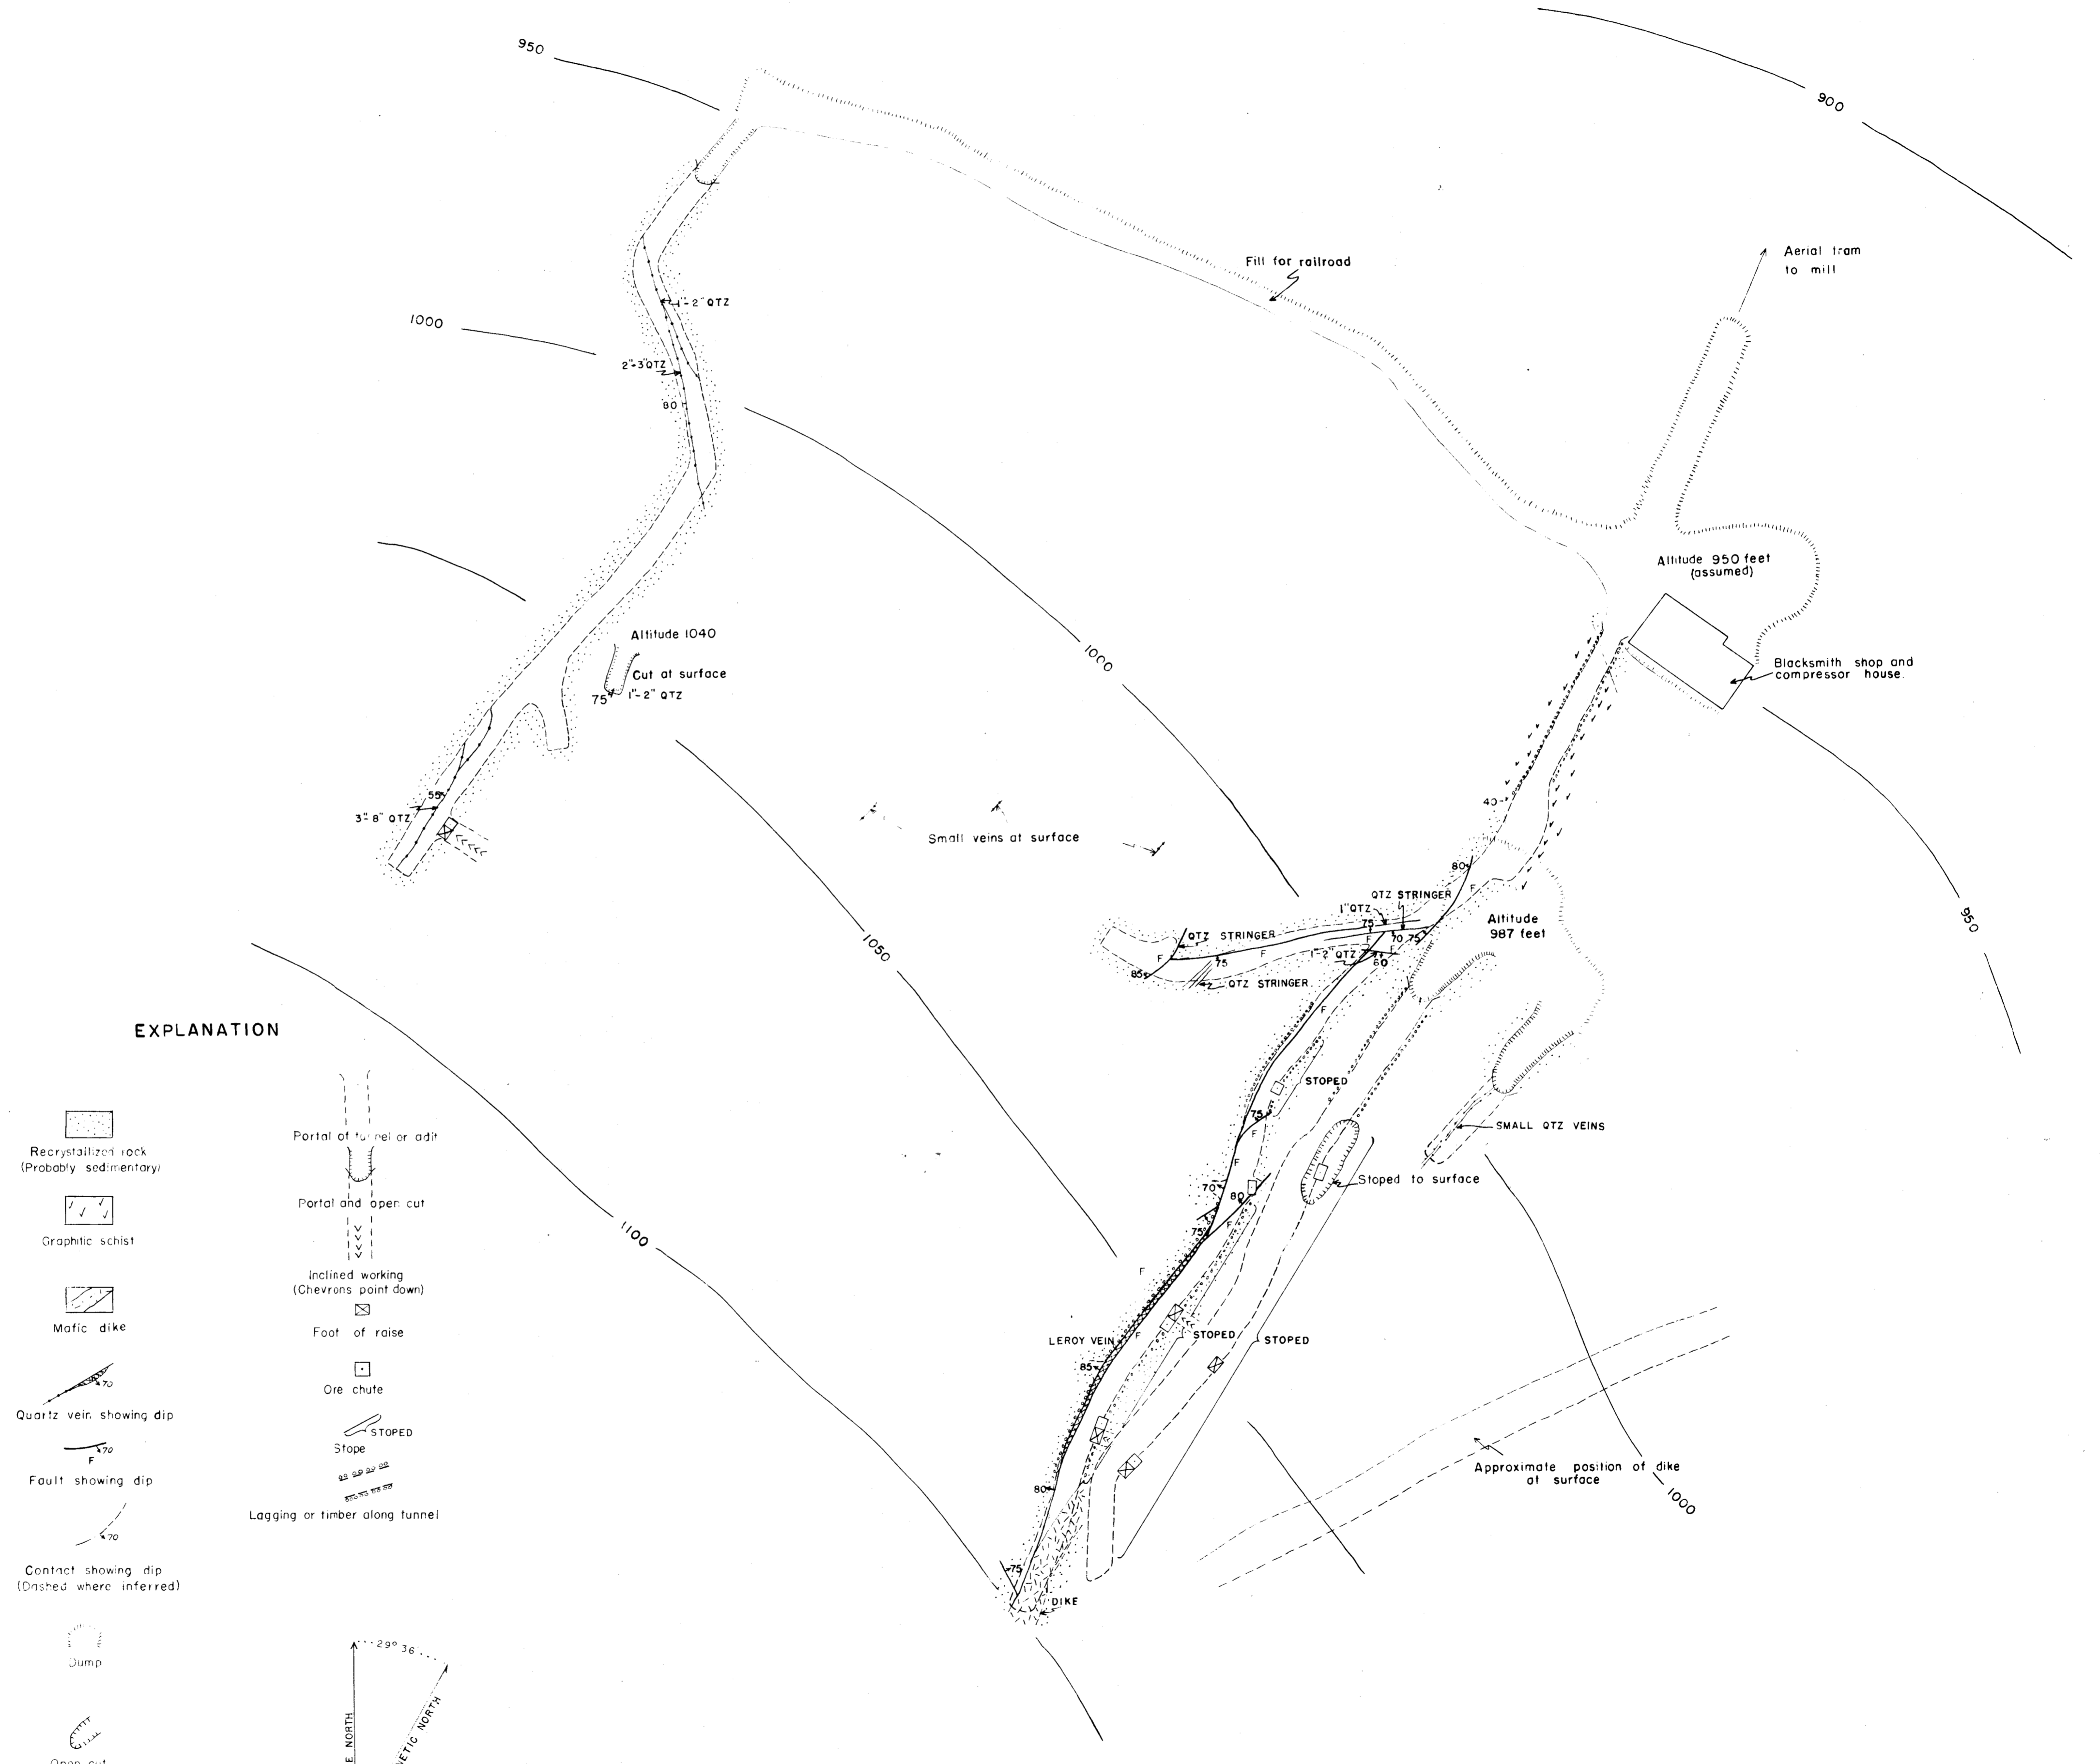 950
900
Aerial tram
to mill
Fill for railroad
1"-2" QTZ
1000
2"-3" QTZ
80
Altitude 950 feet
(assumed)
Altitude 1040
Cut at surface
75
1"-2" QTZ
1000
Blacksmith shop and
compressor house.
55
3"-8" QTZ
40
Small veins at surface
80
F
QTZ STRINGER
1" QTZ
75
Altitude
987 feet
950
QTZ STRINGER
F
70
75
1050
F
75
F
1"-2" QTZ
F
60
85
QTZ STRINGER
F
STOPED
75
F
SMALL QTZ VEINS
F
Stoped to surface
70
80
F
75
1100
F
LEROY VEIN
F
STOPED
STOPED
85
Approximate position of dike
at surface
80
1000
75
DIKE
EXPLANATION
Recrystallized rock
(Probably sedimentary)
Graphitic schist
Mafic dike
70
Quartz vein showing dip
70
F
Fault showing dip
70
Contact showing dip
(Dashed where inferred)
Dump
Open cut
Portal of tunnel or adit
Portal and open cut
Inclined working
(Chevrons point down)
Foot of raise
Ore chute
STOPED
Stope
Lagging or timber along tunnel
29° 36'
E NORTH
NETIC NORTH